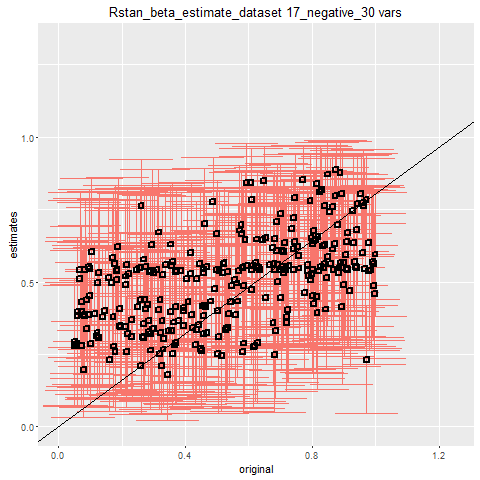 Rstan_beta_estimate_dataset 17_negative_30 vars
estimates
1.0
0.5
0.0
0.0 0.4 0.8 1.2
original